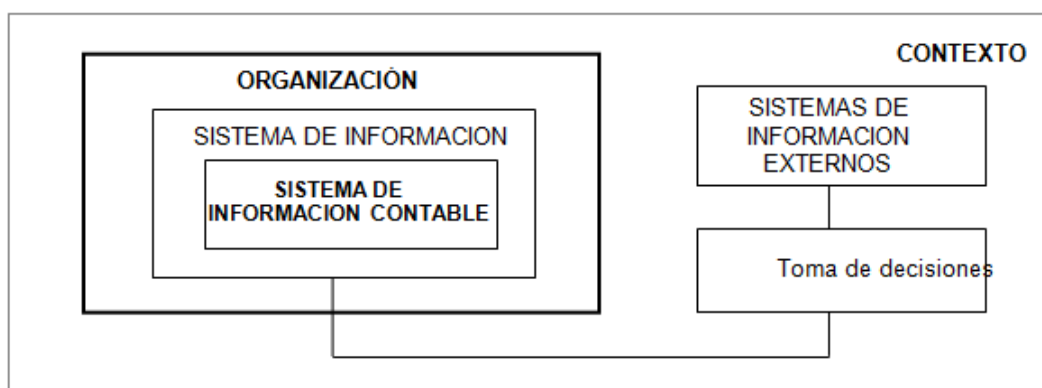 CONTEXTO
ORGANIZACIÓN
SISTEMA DE INFORMACION
SISTEMA DE
INFORMACION CONTABLE
SISTEMAS DE
INFORMACION
EXTERNOS
Toma de decisiones